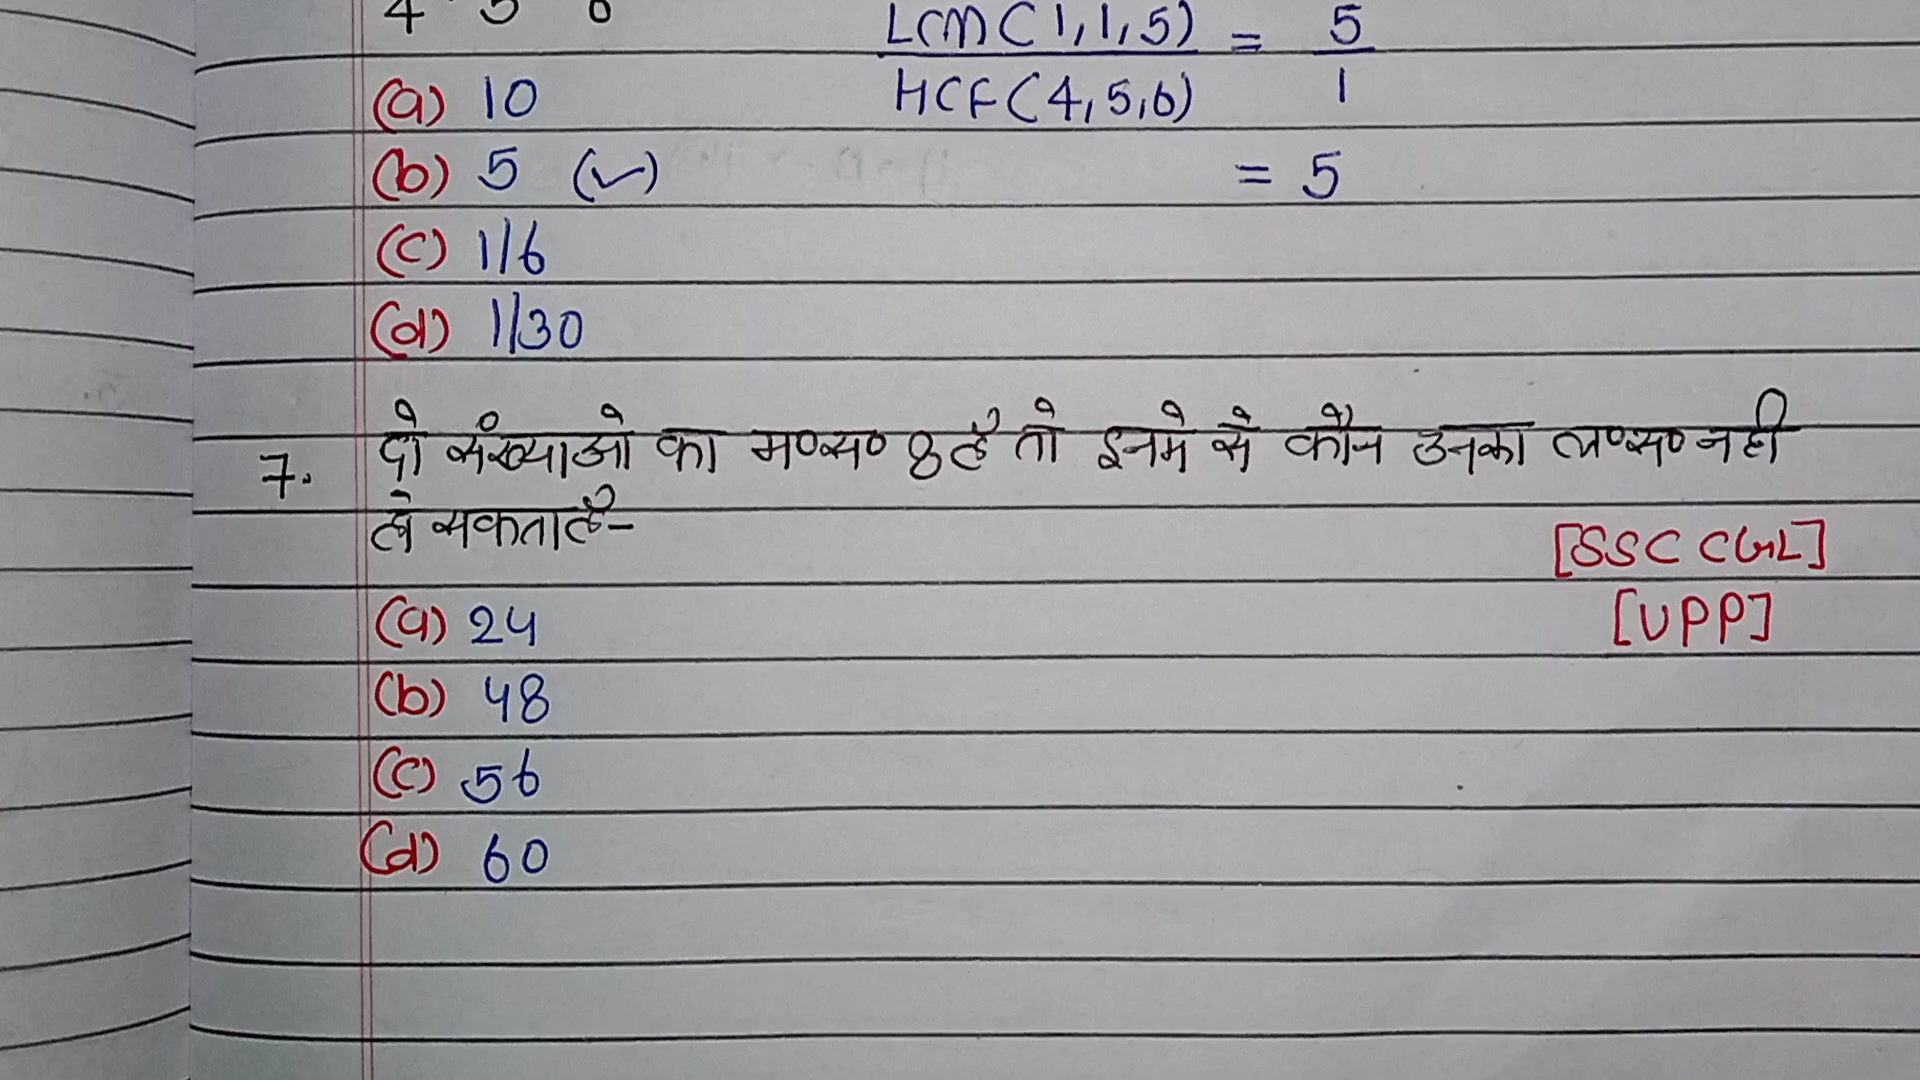 4 5 6
LCM(1,1,5) = 5
HCF(4,5,6) 1
(a) 10
(b) 5 (✓)
= 5
(c) 1/6
(d) 1/30
7. दो संख्याओ का म०स० 8 है तो इनमे से कौन उनका ल०स० नही
हो सकता है-
[SSC CGL]
[UPP]
(a) 24
(b) 48
(c) 56
(d) 60